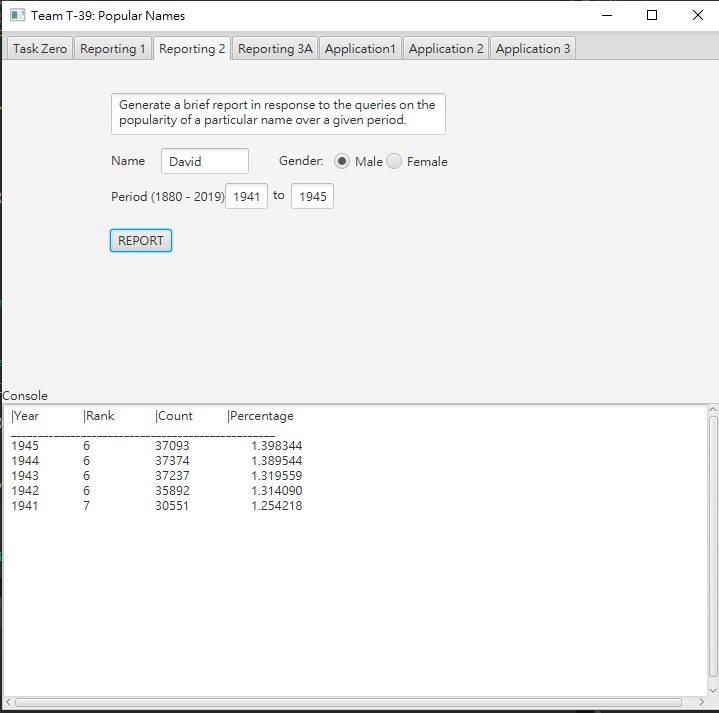 Team T-39: Popular Names
Task Zero Reporting 1 Reporting 2 Reporting 3A Application1 Application 2 Application 3
Generate a brief report in response to the queries on the
popularity of a particular name over a given period.
Name David Gender: Male Female
Period (1880 - 2019) 1941 to 1945
REPORT
Console
|Year |Rank |Count |Percentage
1945 6 37093 1.398344
1944 6 37374 1.389544
1943 6 37237 1.319559
1942 6 35892 1.314090
1941 7 30551 1.254218